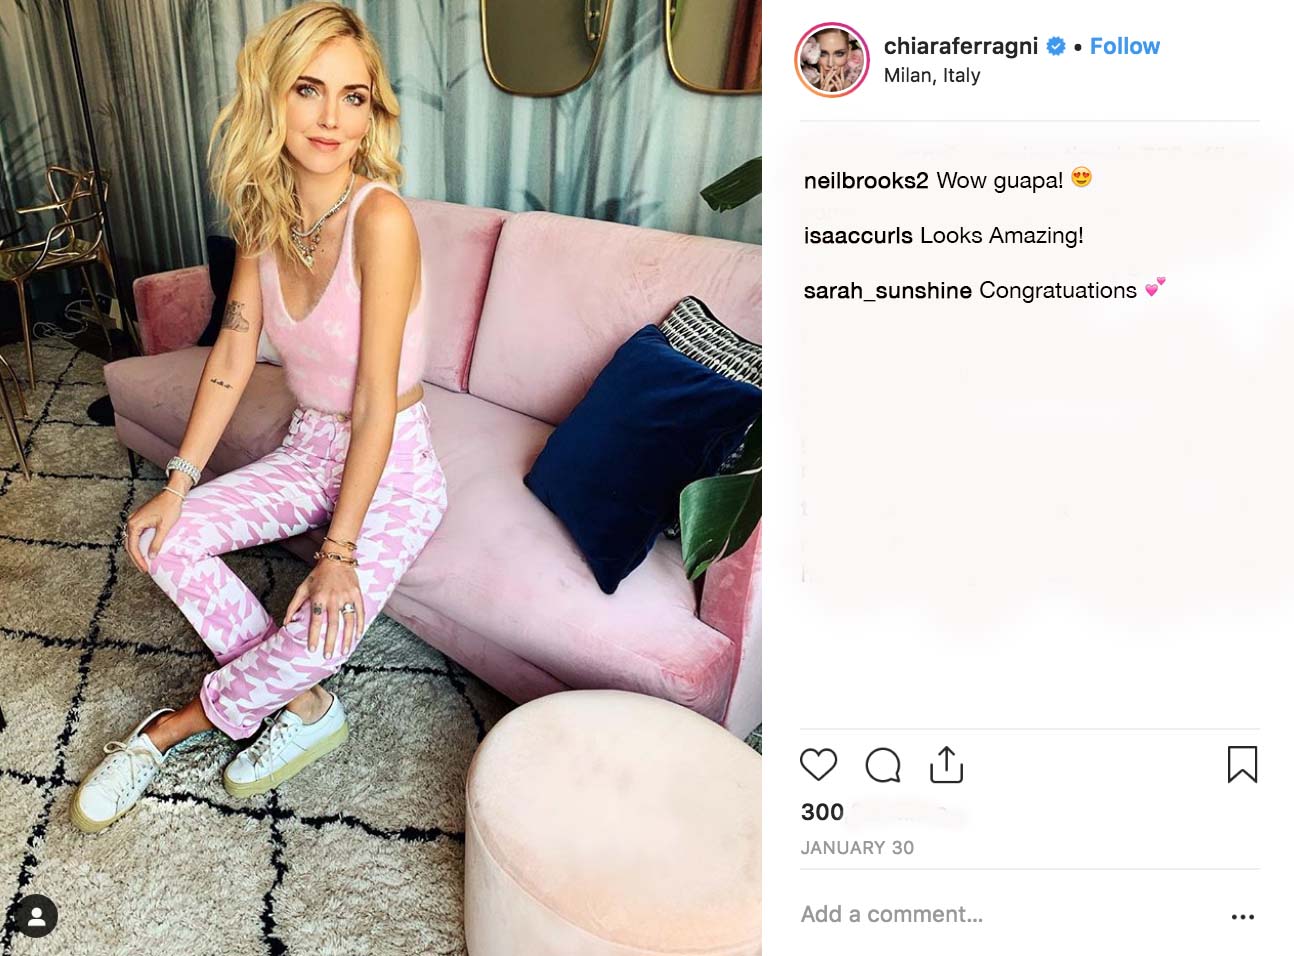 chiaraferragni • Follow
Milan, Italy
neilbrooks2 Wow guapa! 😍
isaaccurls Looks Amazing!
sarah_sunshine Congratuations 💕
300
JANUARY 30
Add a comment...